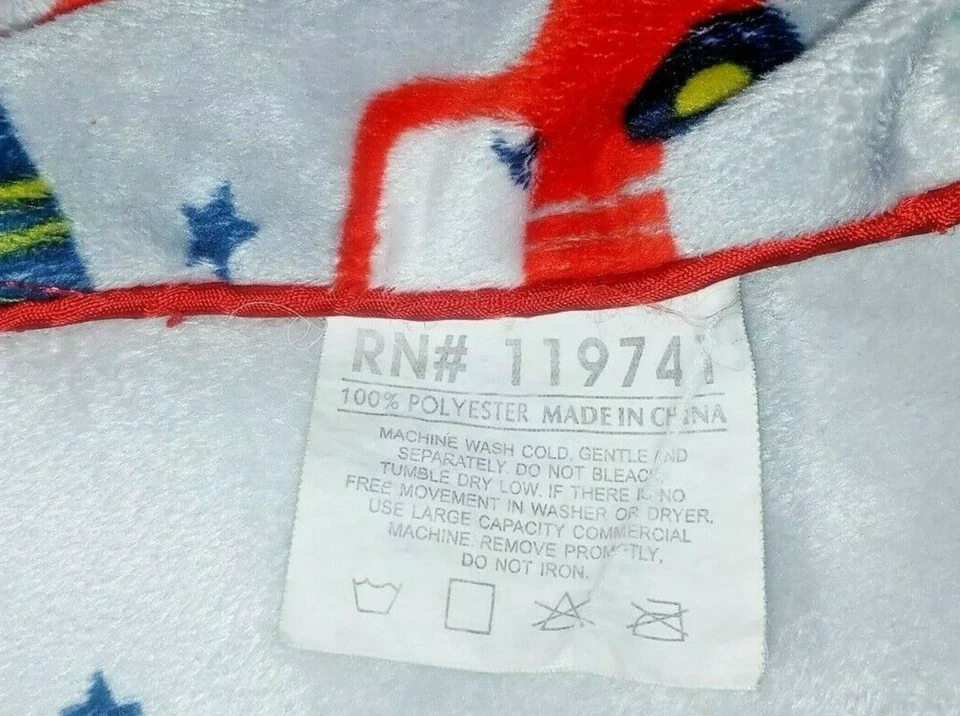 RN# 119741
100% POLYESTER MADE IN CHINA
MACHINE WASH COLD, GENTLE AND
SEPARATELY. DO NOT BLEACH
TUMBLE DRY LOW. IF THERE IS NO
FREE MOVEMENT IN WASHER OR DRYER,
USE LARGE CAPACITY COMMERCIAL
MACHINE. REMOVE PROMPTLY,
DO NOT IRON.